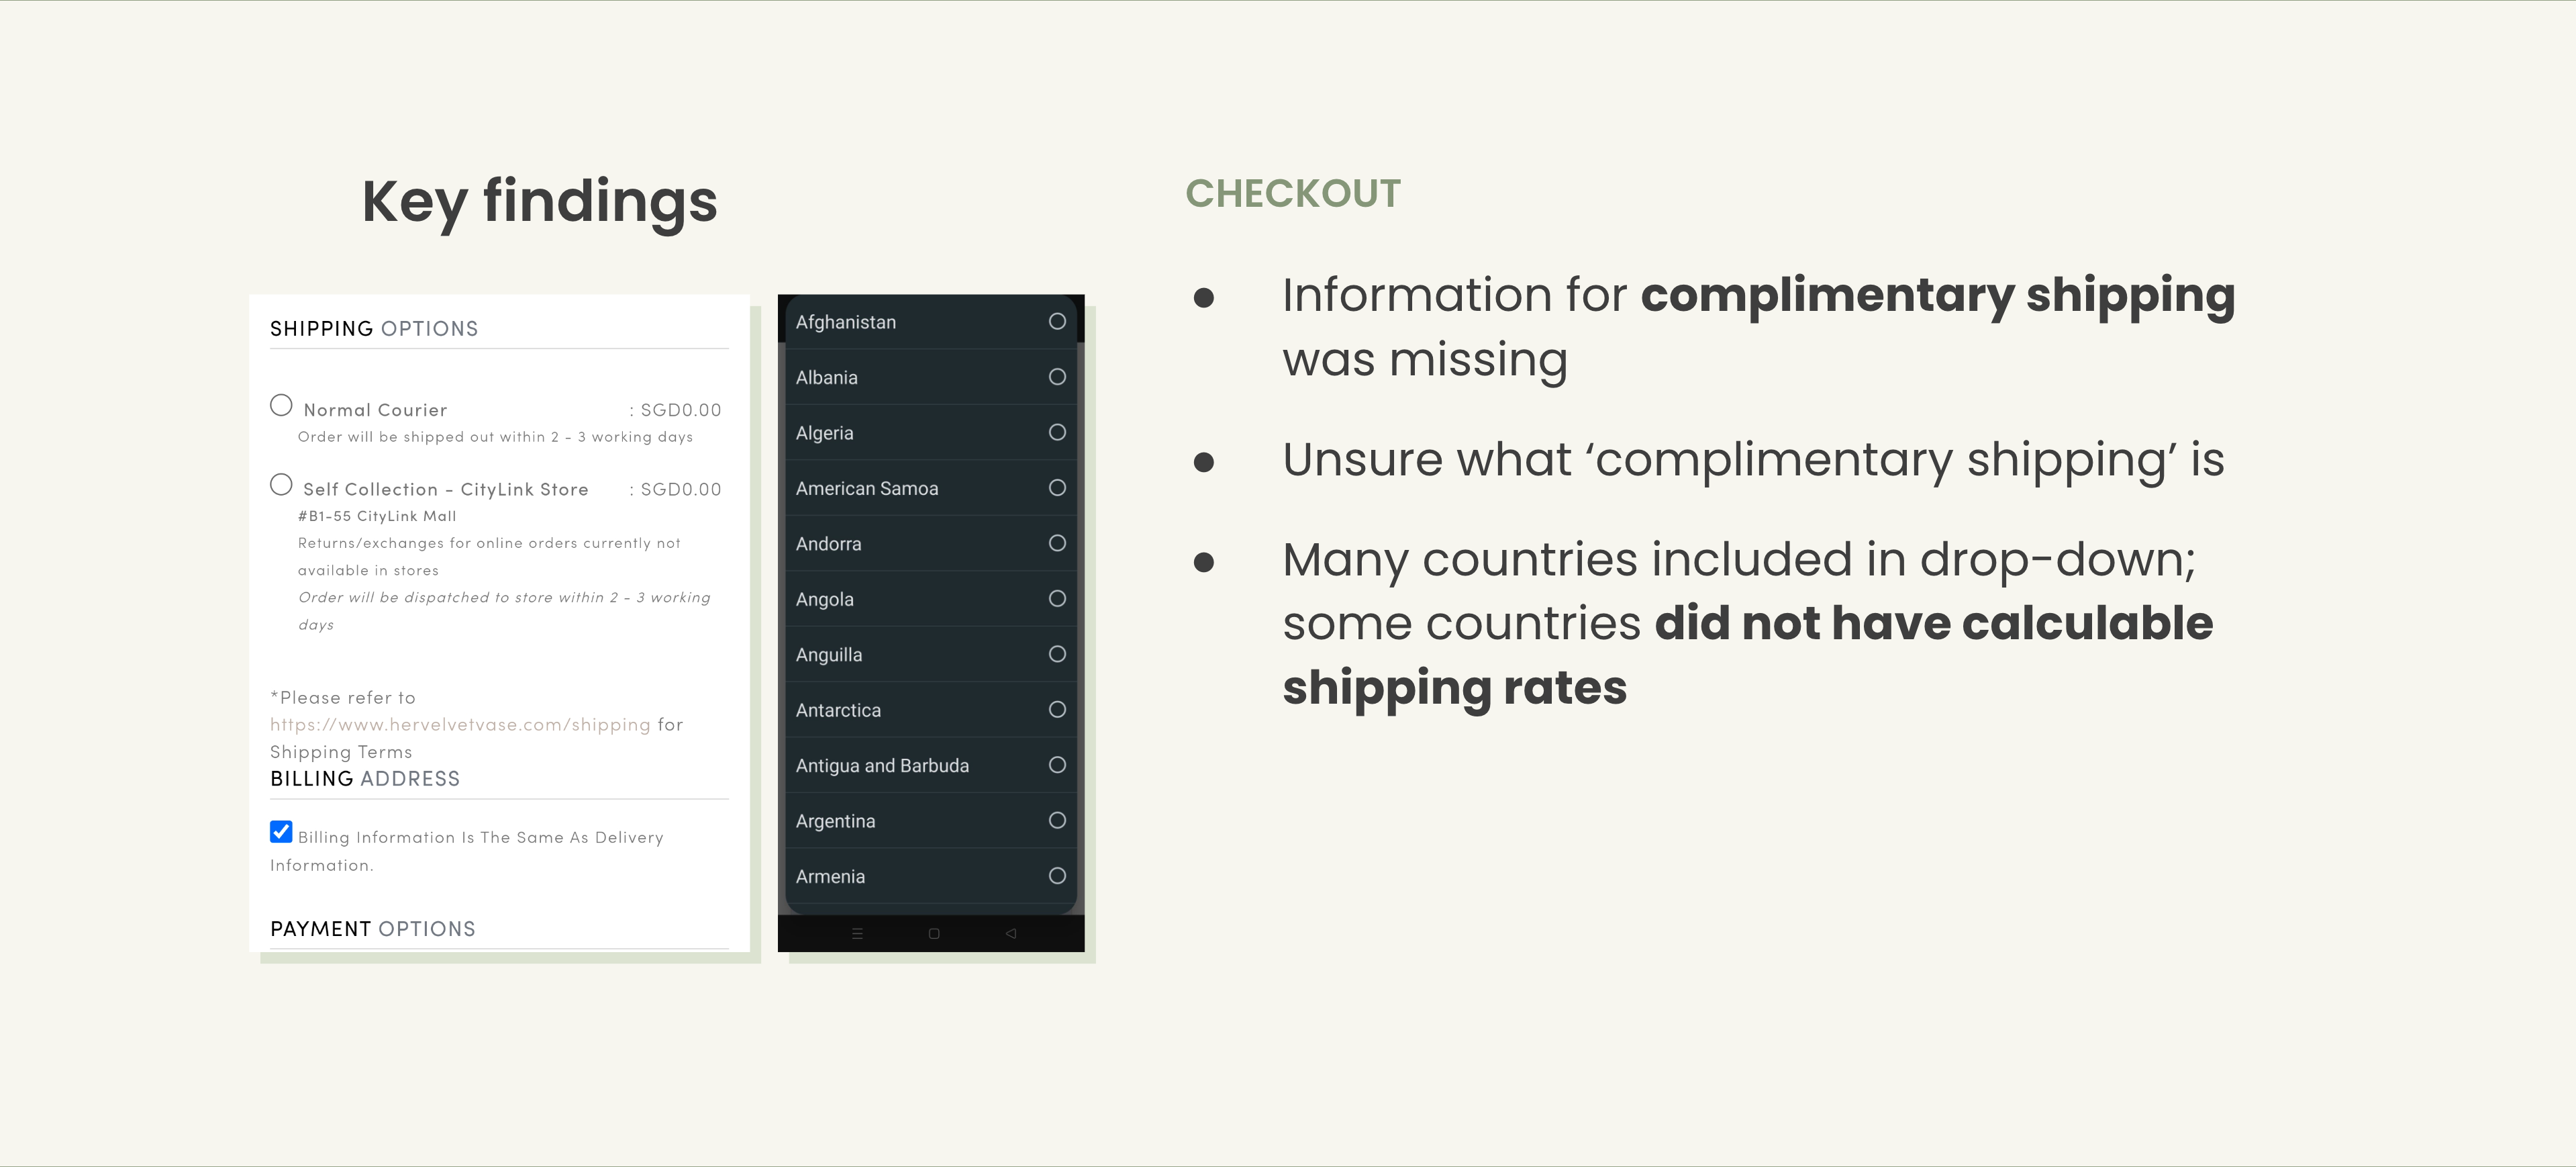 Key findings
SHIPPING OPTIONS
Normal Courier : SGD0.00
Order will be shipped out within 2 - 3 working days
Self Collection - CityLink Store : SGD0.00
#B1-55 CityLink Mall
Returns/exchanges for online orders currently not
available in stores
Order will be dispatched to store within 2 - 3 working
days
*Please refer to
https://www.hervelvetvase.com/shipping for
Shipping Terms
BILLING ADDRESS
Billing Information Is The Same As Delivery
Information.
PAYMENT OPTIONS
Afghanistan
Albania
Algeria
American Samoa
Andorra
Angola
Anguilla
Antarctica
Antigua and Barbuda
Argentina
Armenia
CHECKOUT
● Information for complimentary shipping
was missing
● Unsure what ‘complimentary shipping’ is
● Many countries included in drop-down;
some countries did not have calculable
shipping rates